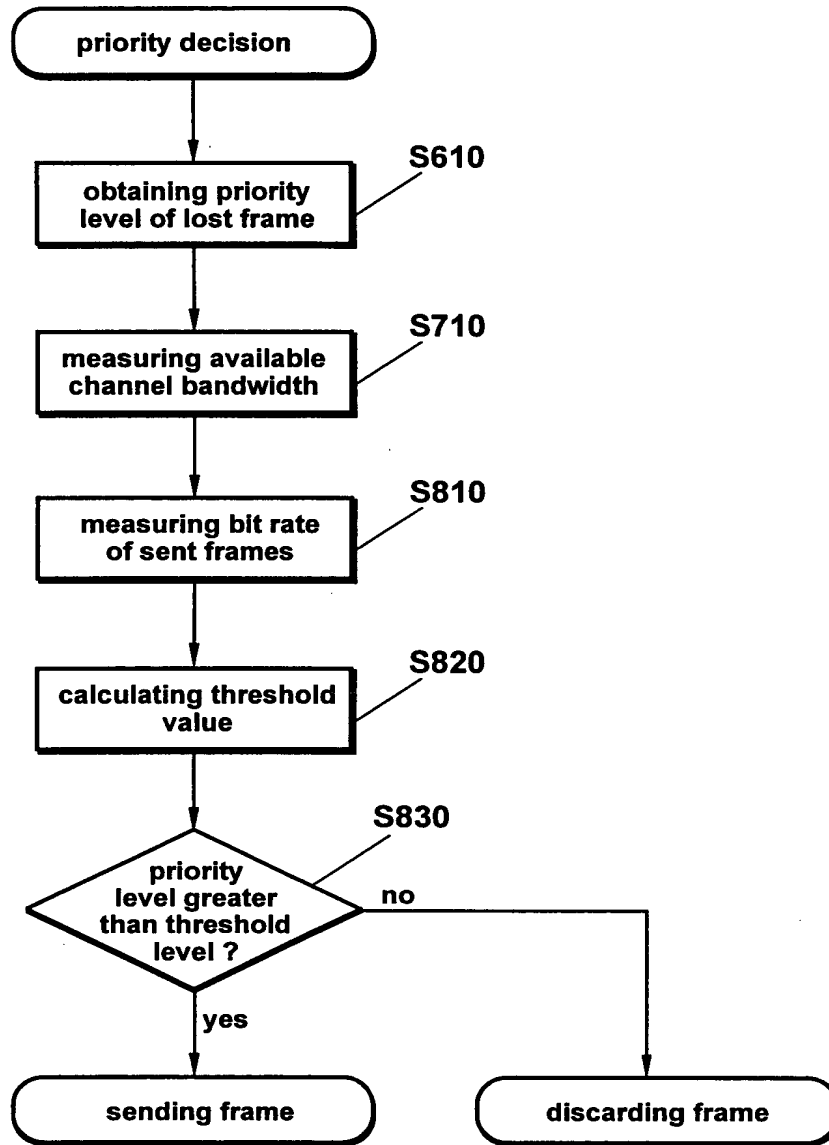 priority decision
S610
obtaining priority
level of lost frame
S710
measuring available
channel bandwidth
S810
measuring bit rate
of sent frames
S820
calculating threshold
value
S830
priority
level greater
than threshold
level ?
no
yes
sending frame
discarding frame